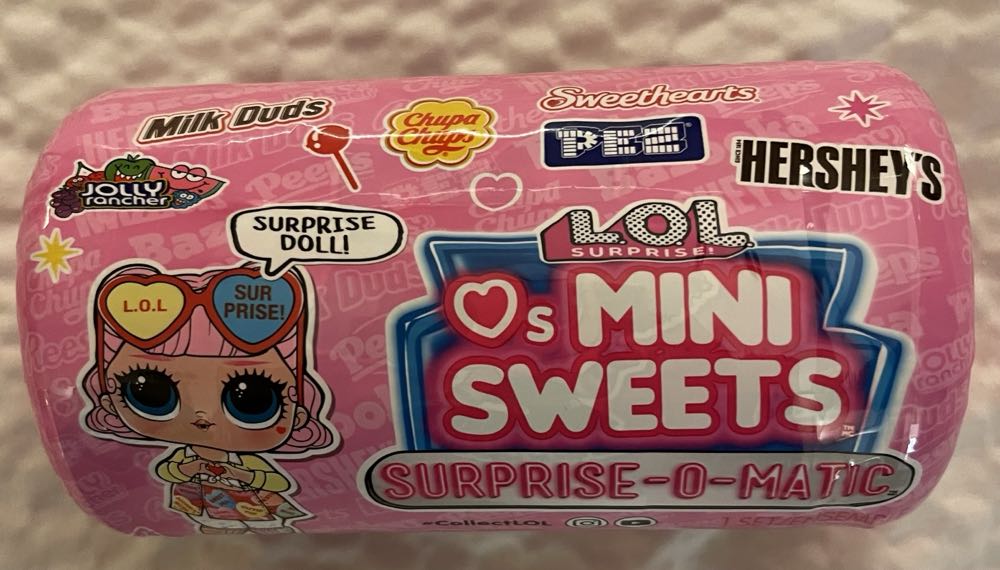 Milk Duds
Chupa
Chups
Sweethearts
PEZ
HERSHEY'S
JOLLY
rancher
SURPRISE
DOLL!
L.O.L
SUR
PRISE!
L.O.L.
SURPRISE!
s MINI
SWEETS
SURPRISE-O-MATIC
#CollectLOL